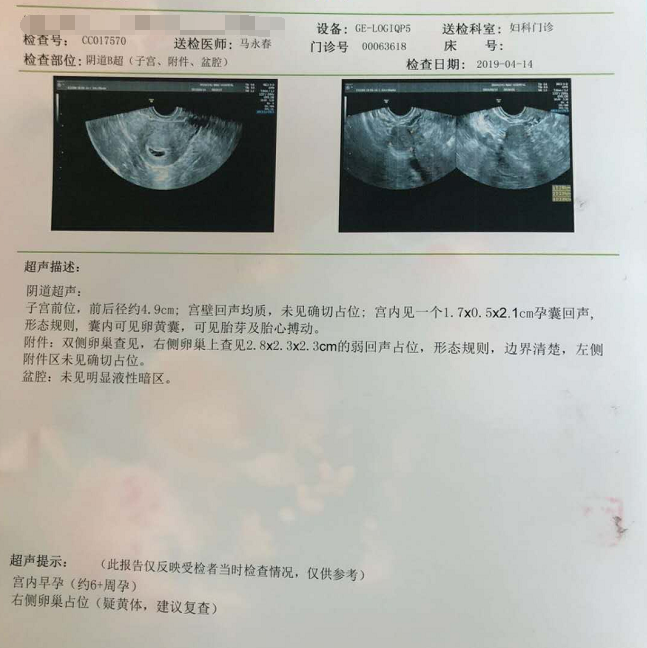 设备: GE-LOGIQP5 送检科室: 妇科门诊
检查号: CC017570 送检医师: 马永春 门诊号 00063618 床 号:
检查部位: 阴道B超(子宫、附件、盆腔) 检查日期: 2019-04-14
超声描述:
阴道超声:
子宫前位, 前后径约4.9cm; 宫壁回声均质, 未见确切占位; 宫内见一个1.7x0.5x2.1cm孕囊回声,
形态规则, 囊内可见卵黄囊, 可见胎芽及胎心搏动。
附件: 双侧卵巢查见, 右侧卵巢上查见2.8x2.3x2.3cm的弱回声占位, 形态规则, 边界清楚, 左侧
附件区未见确切占位。
盆腔: 未见明显液性暗区。
超声提示: (此报告仅反映受检者当时检查情况, 仅供参考)
宫内早孕(约6+周孕)
右侧卵巢占位(疑黄体, 建议复查)